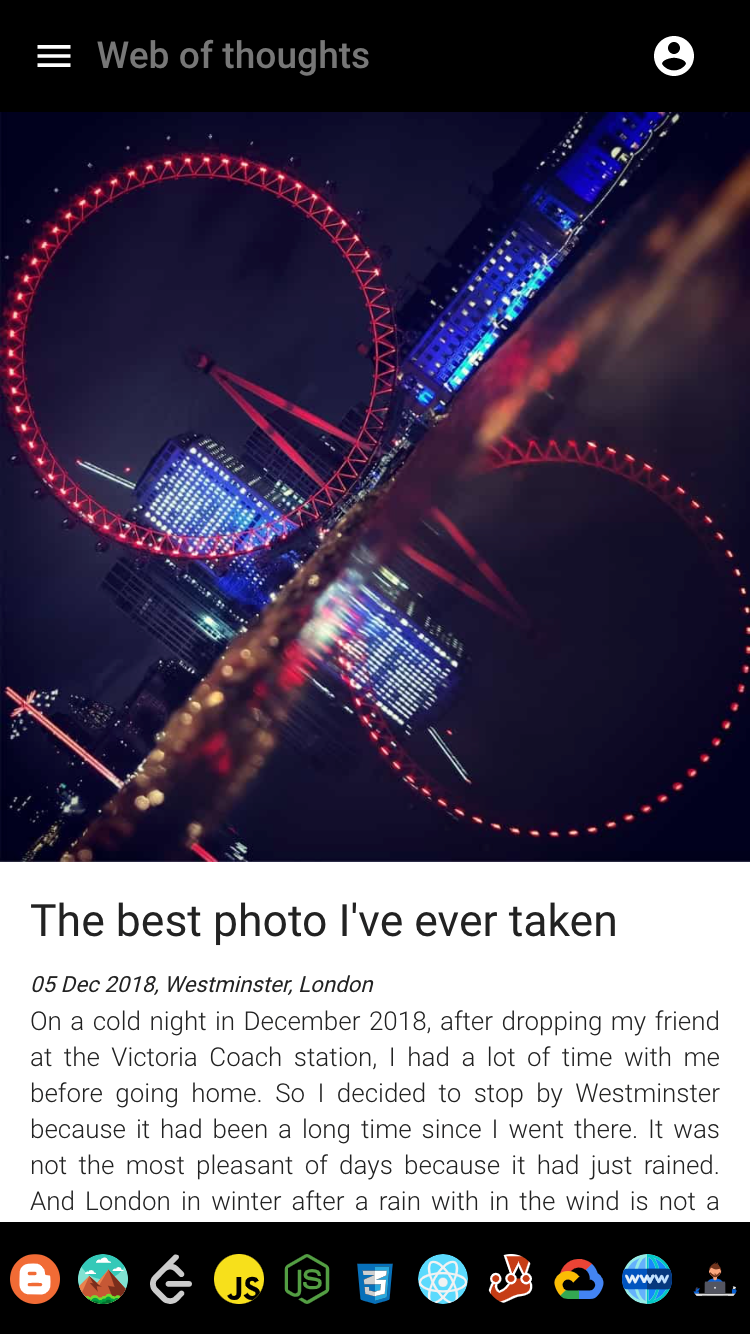 Web of thoughts
The best photo I've ever taken
05 Dec 2018, Westminster, London
On a cold night in December 2018, after dropping my friend
at the Victoria Coach station, I had a lot of time with me
before going home. So I decided to stop by Westminster
because it had been a long time since I went there. It was
not the most pleasant of days because it had just rained.
And London in winter after a rain with in the wind is not a
JS JS 3 WWW